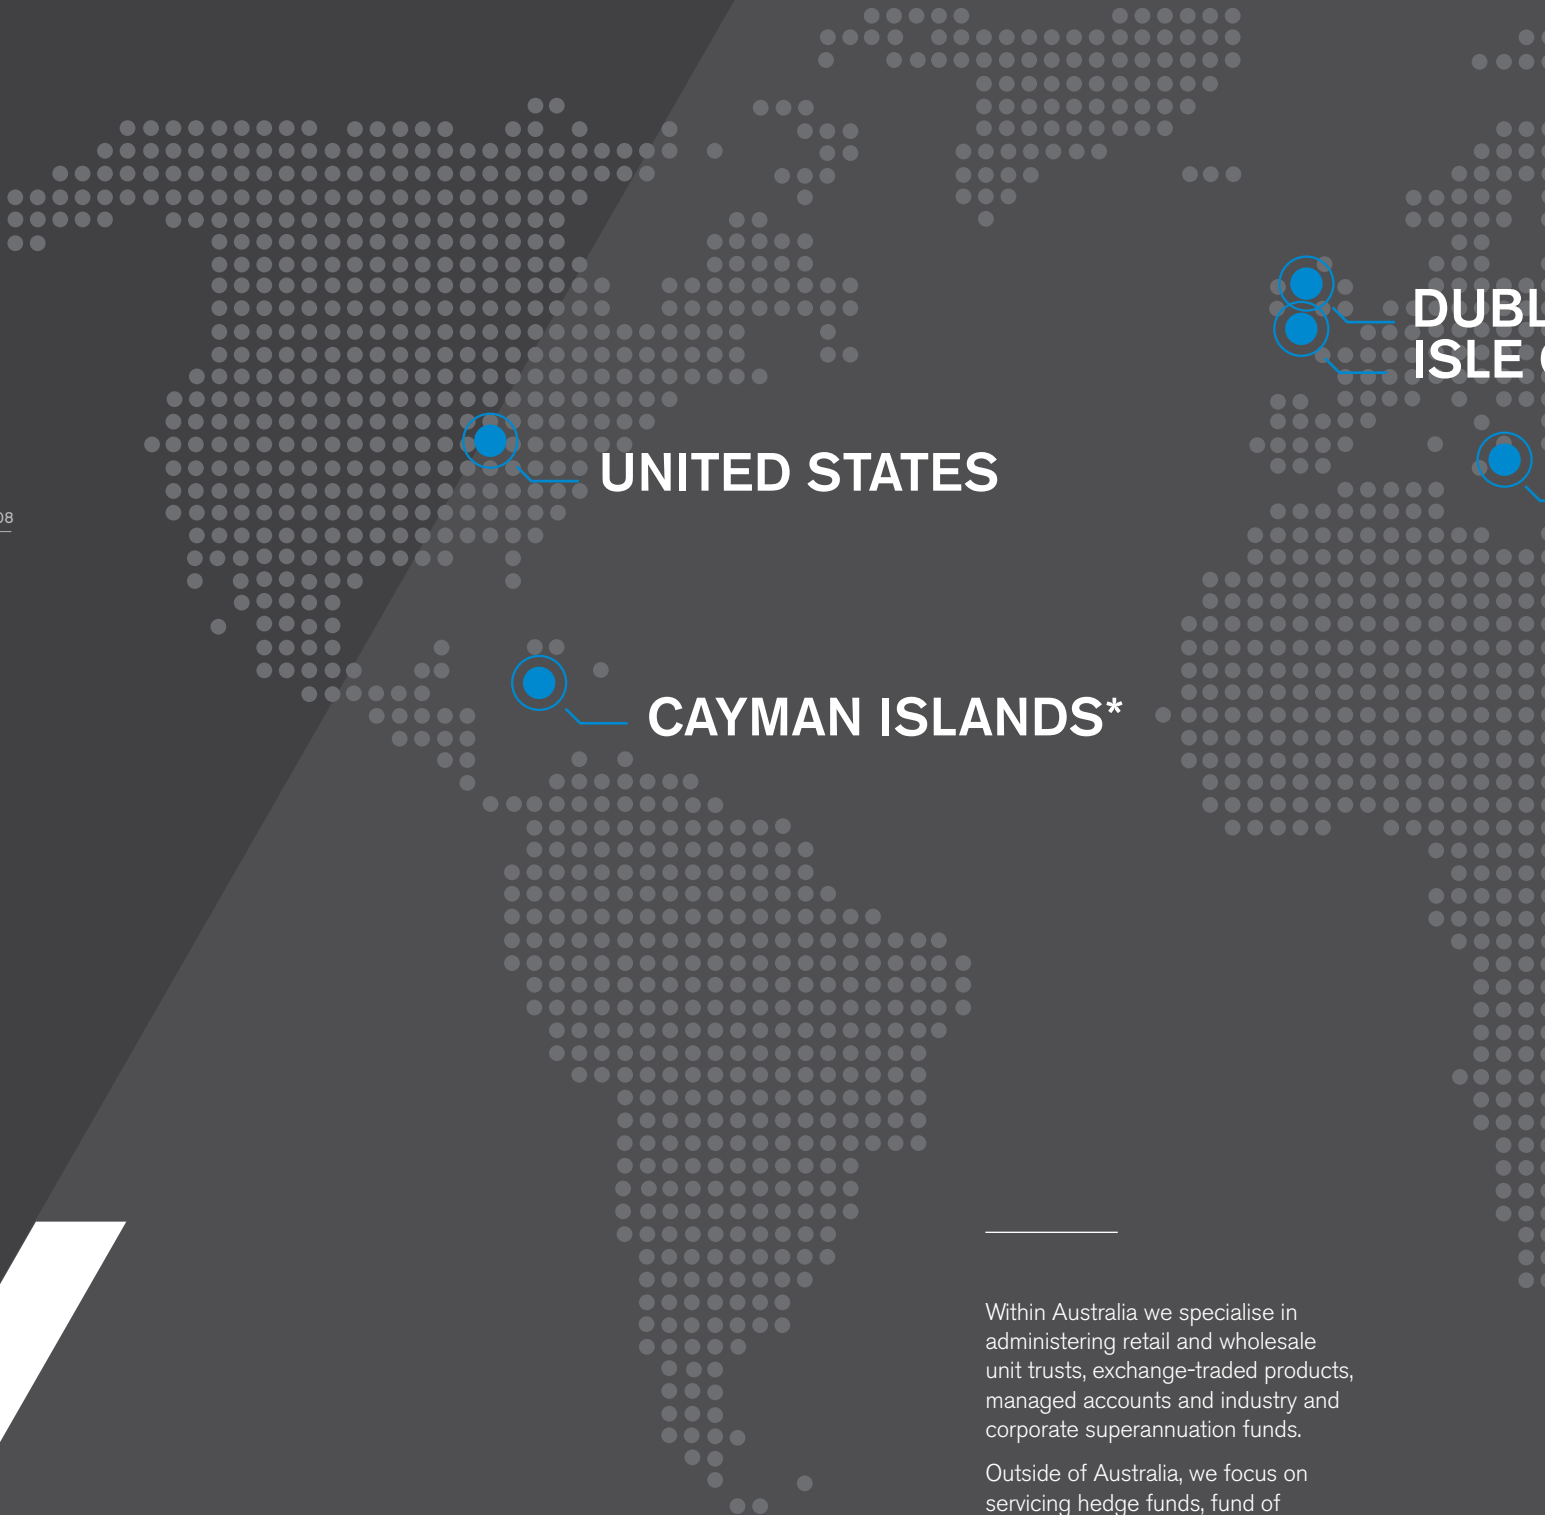 DUBL
ISLE
UNITED STATES
08
CAYMAN ISLANDS*
Within Australia we specialise in
administering retail and wholesale
unit trusts, exchange-traded products,
managed accounts and industry and
corporate superannuation funds.
Outside of Australia, we focus on
servicing hedge funds, fund of